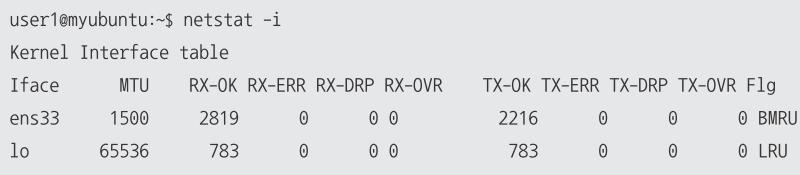 user1@myubuntu:~$ netstat -i
Kernel Interface table
Iface MTU RX-OK RX-ERR RX-DRP RX-OVR TX-OK TX-ERR TX-DRP TX-OVR Flg
ens33 1500 2819 0 0 0 2216 0 0 0 BMRU
lo 65536 783 0 0 0 783 0 0 0 LRU